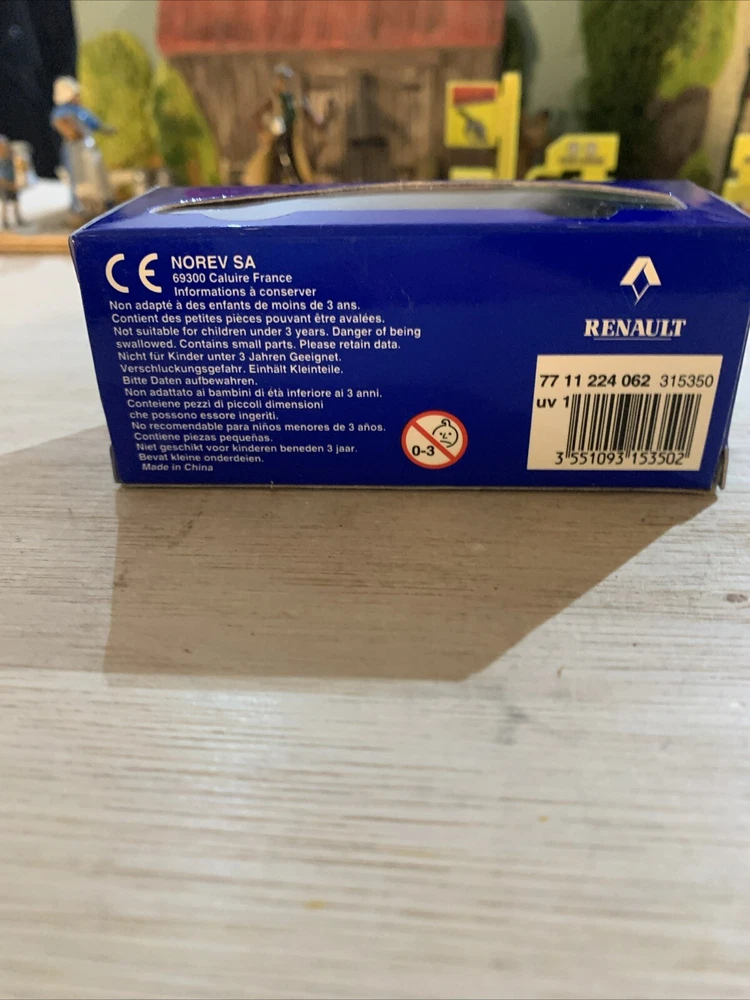 CE NOREV SA
69300 Caluire France
Informations à conserver
Non adapté à des enfants de moins de 3 ans.
Contient des petites pièces pouvant être avalées.
Not suitable for children under 3 years. Danger of being
swallowed. Contains small parts. Please retain data.
Nicht für Kinder unter 3 Jahren Geeignet.
Verschluckungsgefahr. Einhält Kleinteile.
Bitte Daten aufbewahren.
Non adattato ai bambini di étà inferiore ai 3 anni.
Conteiene pezzi di piccoli dimensioni
che possono essere ingeriti.
No recomendable para niños menores de 3 años.
Contiene piezas pequeñas.
Niet geschikt voor kinderen beneden 3 jaar.
Bevat kleine onderdeien.
Made in China
0-3
RENAULT
77 11 224 062 315350
uv 1
3 551093 153502